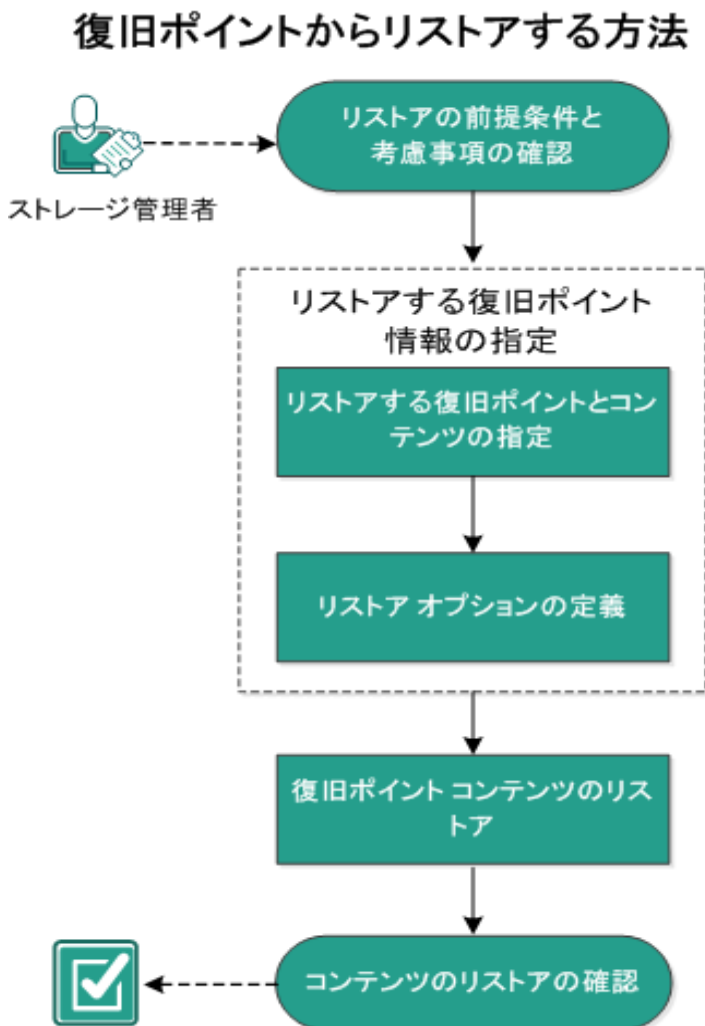 復旧ポイントからリストアする方法
リストアの前提条件と
考慮事項の確認
ストレージ管理者
リストアする復旧ポイント
情報の指定
リストアする復旧ポイントとコン
テンツの指定
リストア オプションの定義
復旧ポイント コンテンツのリス
トア
コンテンツのリストアの確認